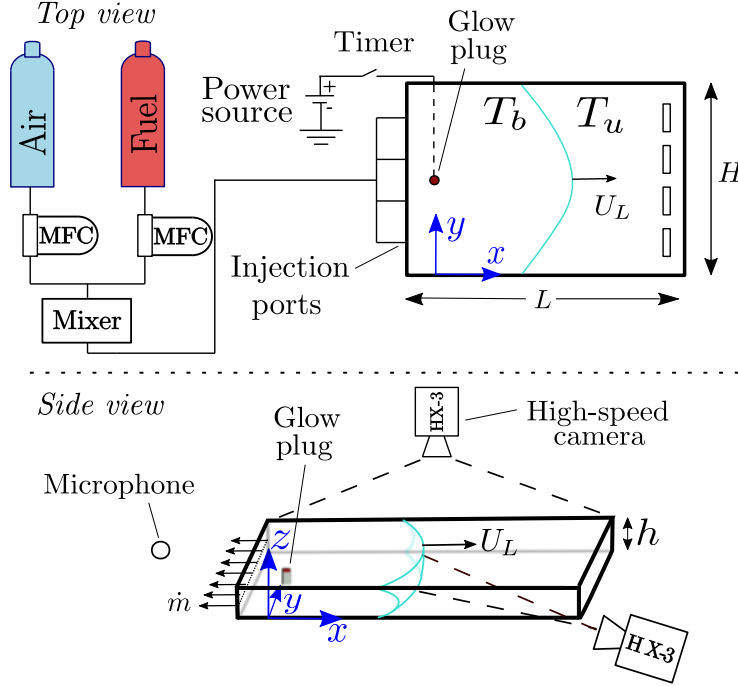 Top view
Air
Fuel
MFC
MFC
Mixer
Power
source
+
-
Timer
Glow
plug
T_b
T_u
U_L
H
y
x
L
Injection
ports
Side view
Microphone
Glow
plug
HX-3
High-speed
camera
U_L
h
z
y
x
ṁ
HX-3